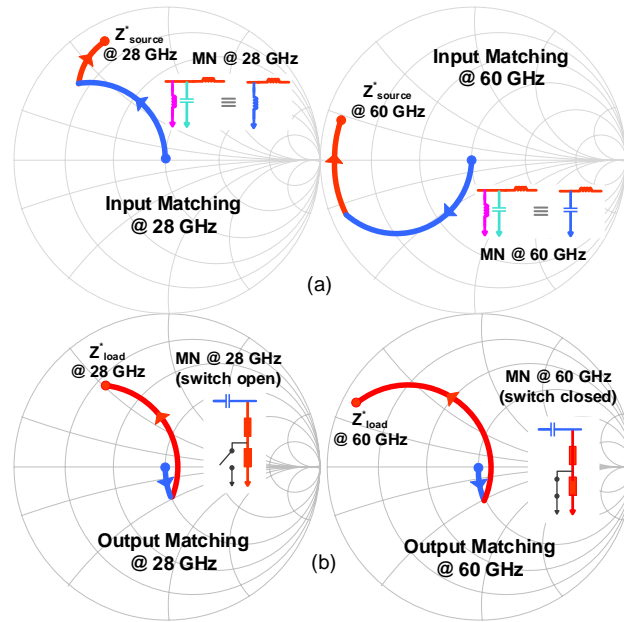 Z*source
@ 28 GHz
MN @ 28 GHz
≡
Input Matching
@ 28 GHz
Input Matching
@ 60 GHz
Z*source
@ 60 GHz
≡
MN @ 60 GHz
(a)
Z*load
@ 28 GHz
MN @ 28 GHz
(switch open)
Output Matching
@ 28 GHz
MN @ 60 GHz
(switch closed)
Z*load
@ 60 GHz
Output Matching
@ 60 GHz
(b)